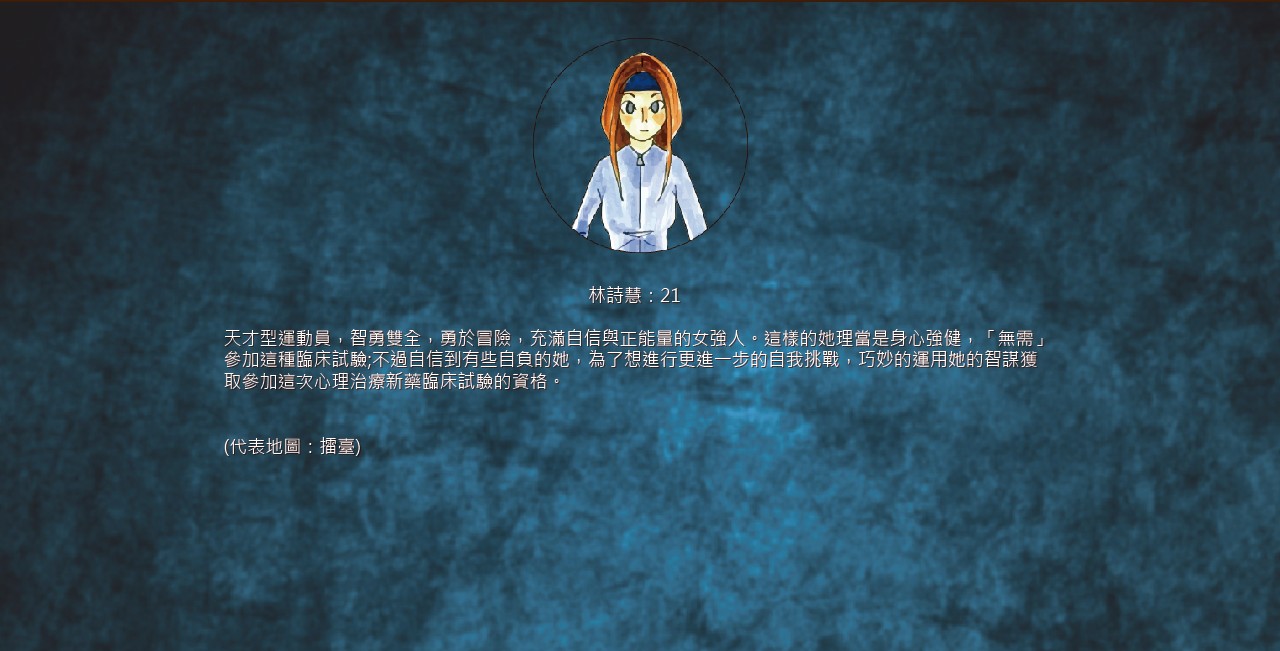 林詩慧：21
天才型運動員，智勇雙全，勇於冒險，充滿自信與正能量的女強人。這樣的她理當是身心強健，「無需」
參加這種臨床試驗;不過自信到有些自負的她，為了想進行更進一步的自我挑戰，巧妙的運用她的智謀獲
取參加這次心理治療新藥臨床試驗的資格。
(代表地圖：擂臺)